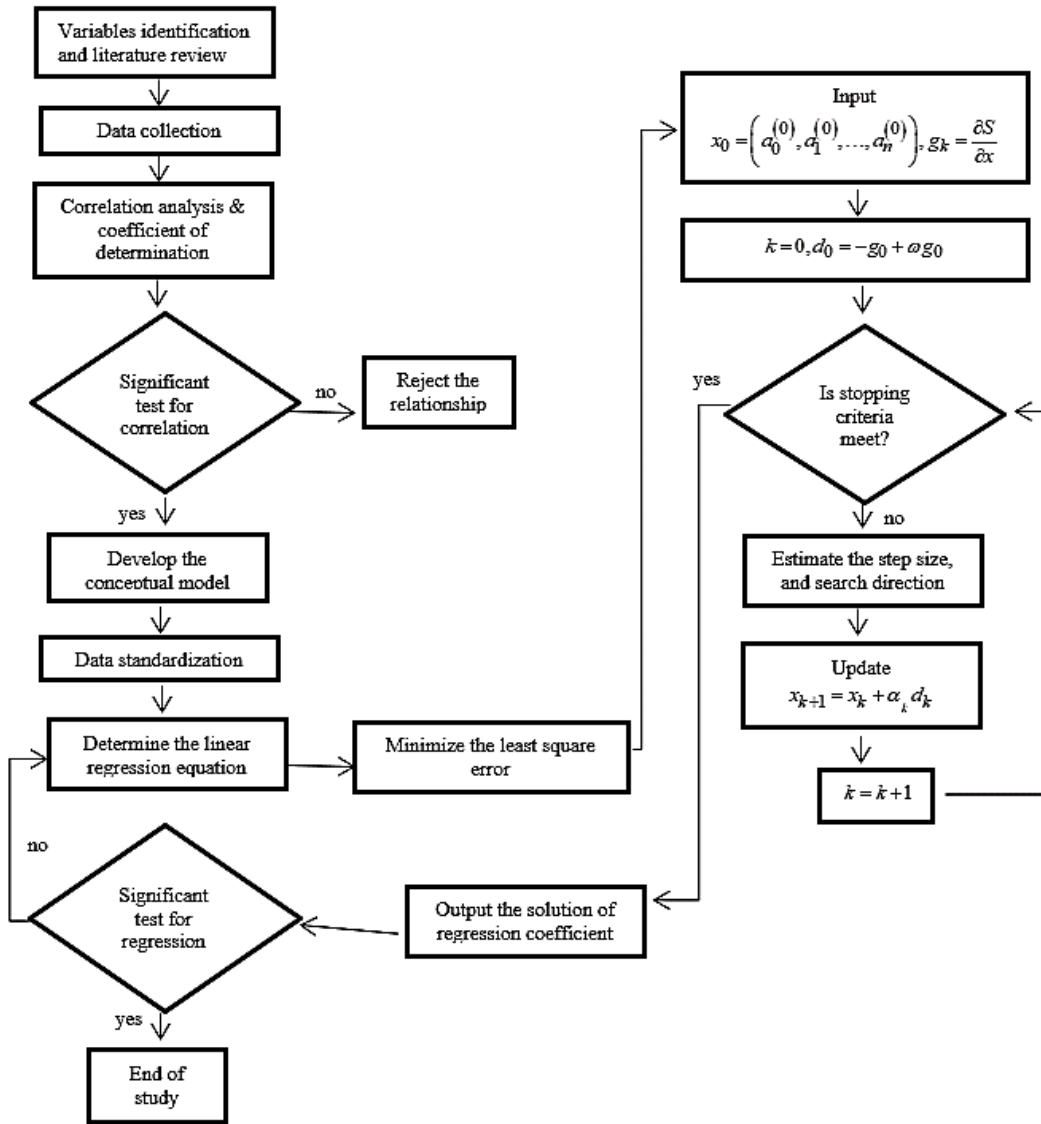 Variables identification
and literature review
Data collection
Correlation analysis &
coefficient of
determination
Significant
test for
correlation
no
Reject the
relationship
yes
Develop the
conceptual model
Data standardization
Determine the linear
regression equation
Minimize the least square
error
Input
x_0 = (a_0^{(0)}, a_1^{(0)}, ..., a_n^{(0)}), g_k = ∂S/∂x
k = 0, d_0 = −g_0 + ωg_0
yes
Is stopping
criteria
meet?
no
Estimate the step size,
and search direction
Update
x_{k+1} = x_k + α_k d_k
k = k+1
Output the solution of
regression coefficient
no
Significant
test for
regression
yes
End of
study